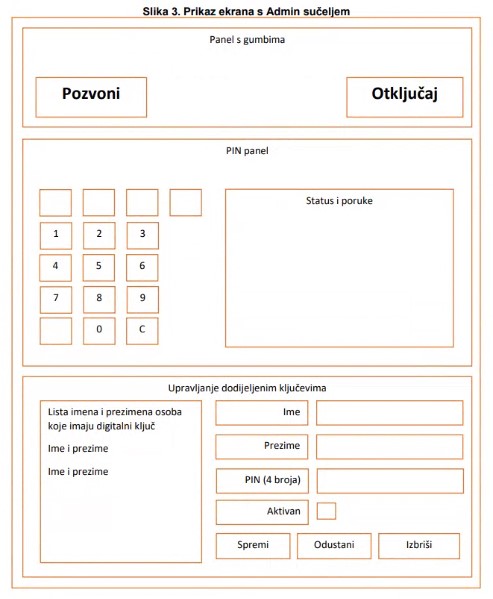 Slika 3. Prikaz ekrana s Admin sučeljem
Panel s gumbima
Pozvoni
Otključaj
PIN panel
Status i poruke
1 2 3
4 5 6
7 8 9
0 C
Upravljanje dodijeljenim ključevima
Lista imena i prezimena osoba
koje imaju digitalni ključ
Ime i prezime
Ime i prezime
Ime
Prezime
PIN (4 broja)
Aktivan
Spremi
Odustani
Izbriši